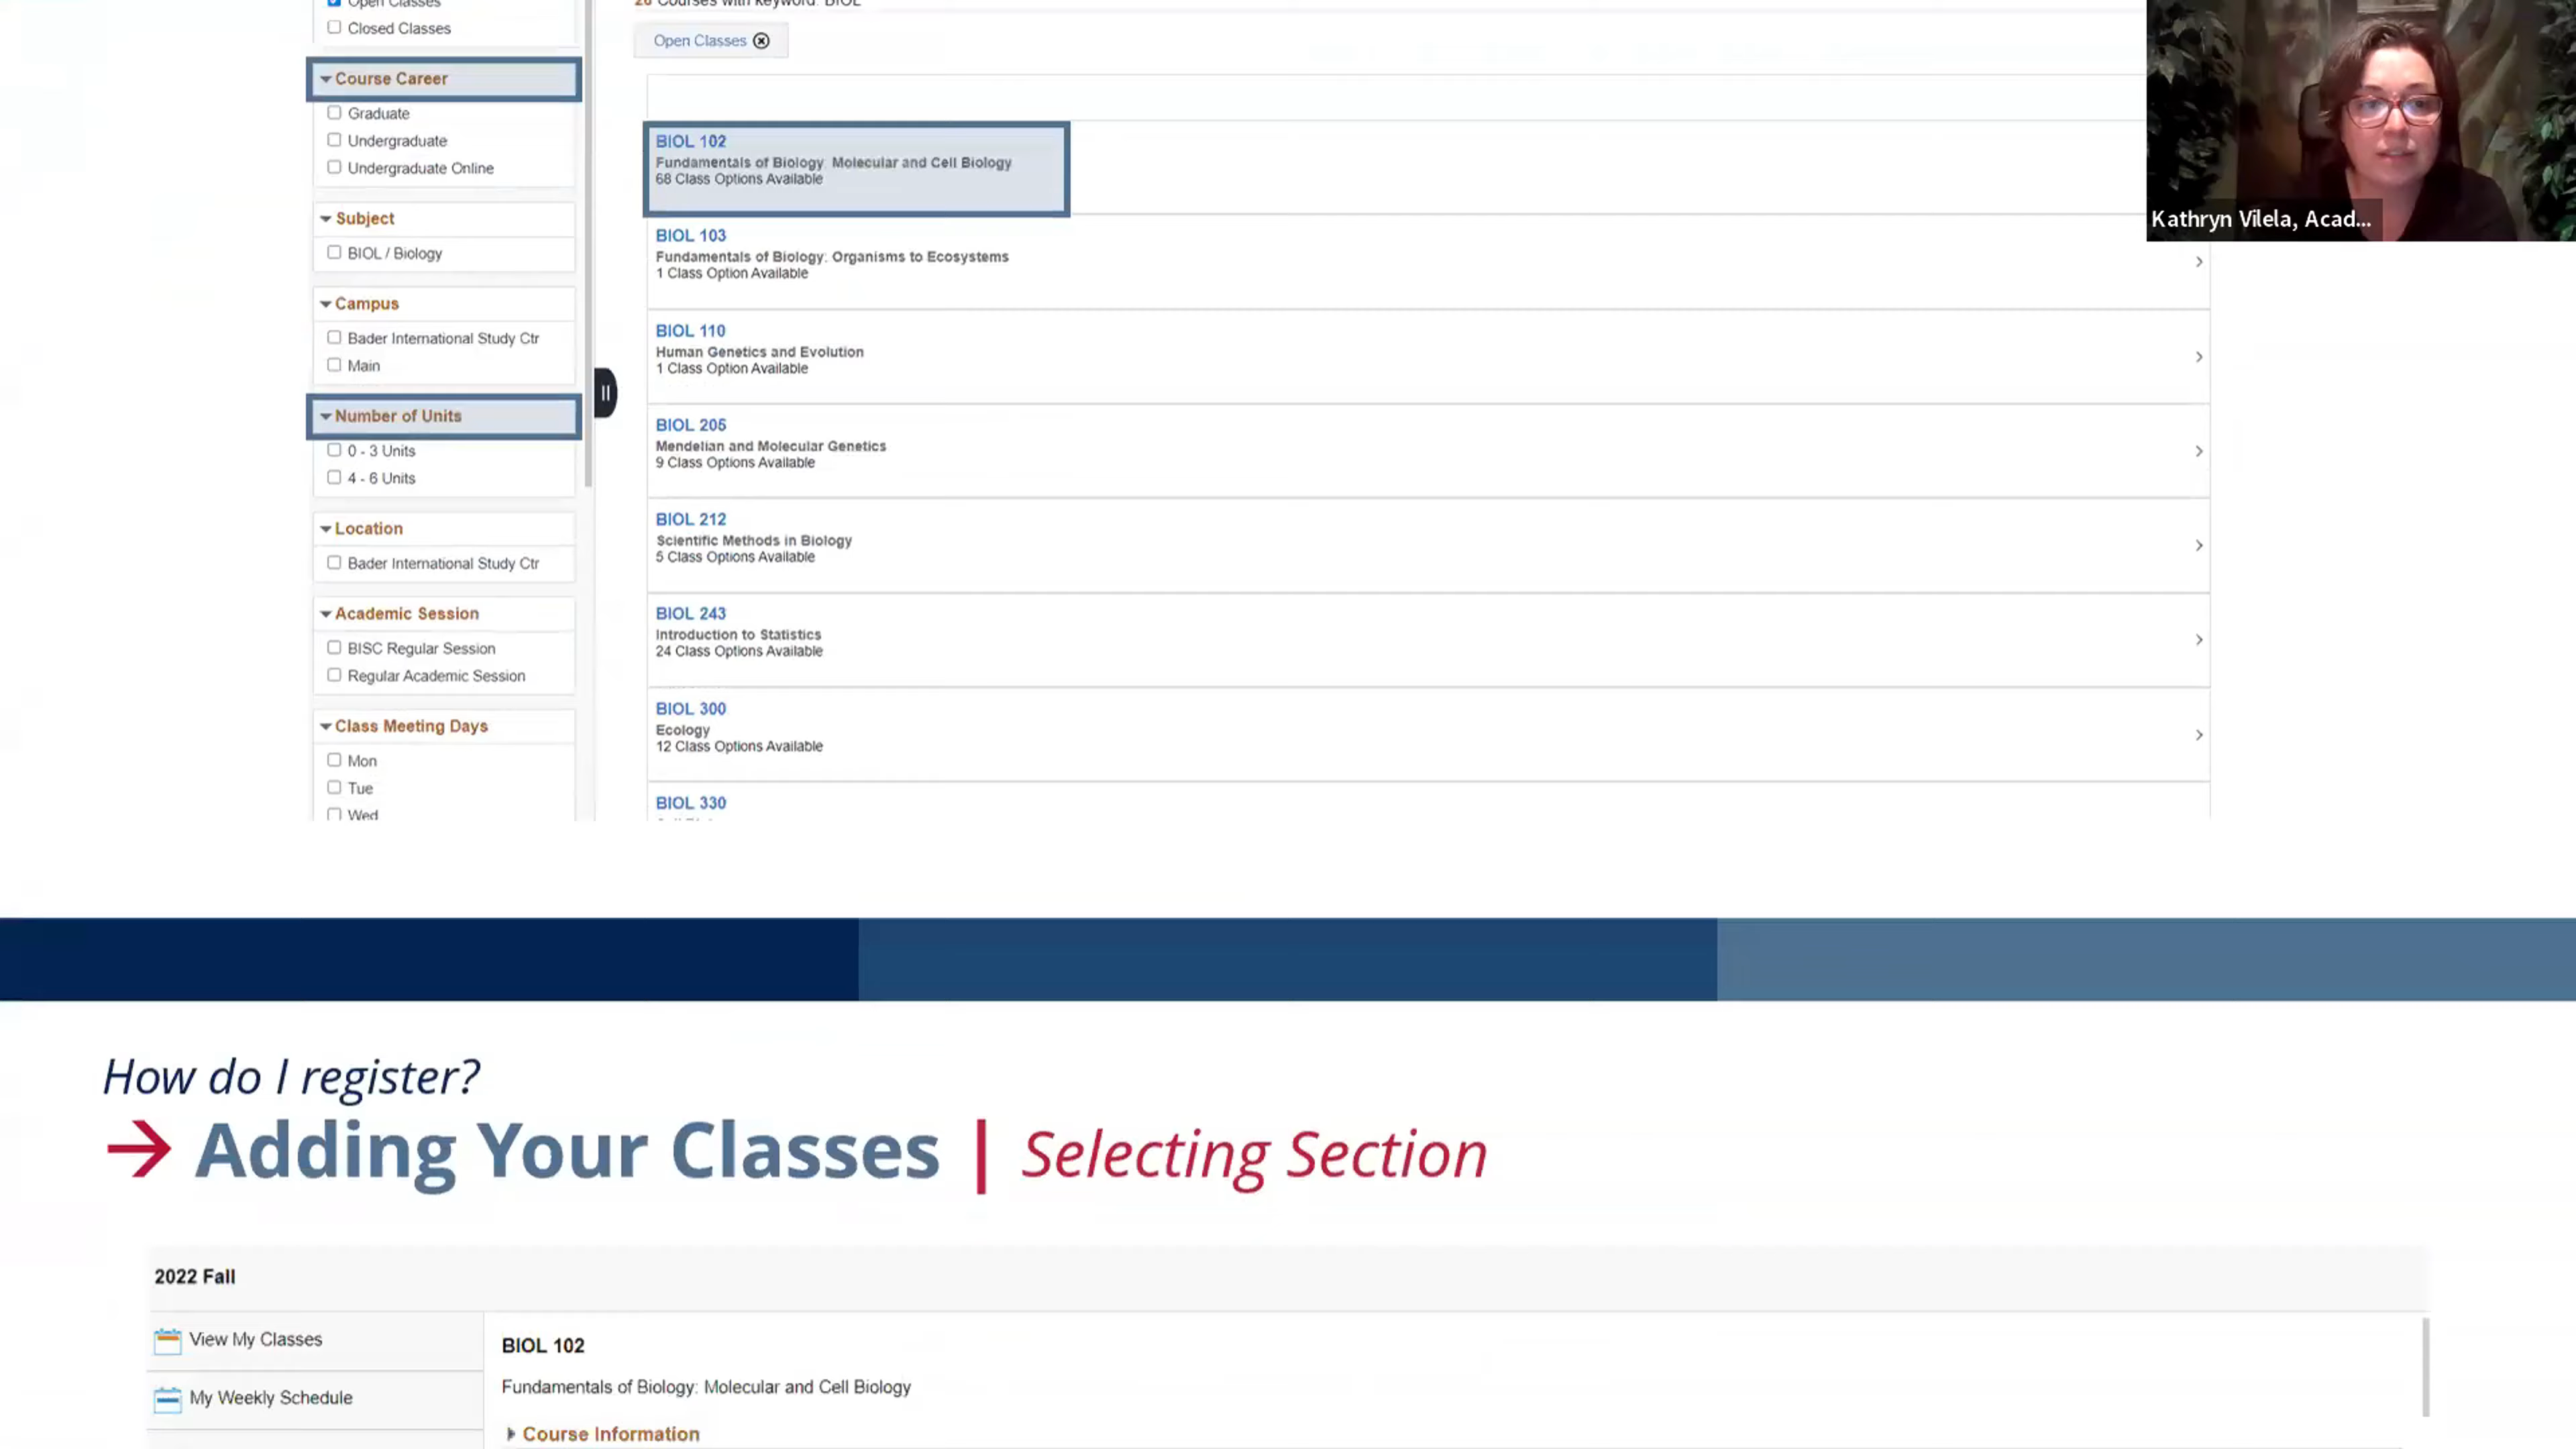 Open Classes
Closed Classes
Course Career
Graduate
Undergraduate
Undergraduate Online
Subject
BIOL / Biology
Campus
Bader International Study Ctr
Main
Number of Units
0 - 3 Units
4 - 6 Units
Location
Bader International Study Ctr
Academic Session
BISC Regular Session
Regular Academic Session
Class Meeting Days
Mon
Tue
Wed
Courses with keyword: BIOL
Open Classes
BIOL 102
Fundamentals of Biology: Molecular and Cell Biology
68 Class Options Available
BIOL 103
Fundamentals of Biology: Organisms to Ecosystems
1 Class Option Available
BIOL 110
Human Genetics and Evolution
1 Class Option Available
BIOL 205
Mendelian and Molecular Genetics
9 Class Options Available
BIOL 212
Scientific Methods in Biology
5 Class Options Available
BIOL 243
Introduction to Statistics
24 Class Options Available
BIOL 300
Ecology
12 Class Options Available
BIOL 330
Kathryn Vilela, Acad...
How do I register?
→ Adding Your Classes | Selecting Section
2022 Fall
View My Classes
My Weekly Schedule
BIOL 102
Fundamentals of Biology: Molecular and Cell Biology
Course Information